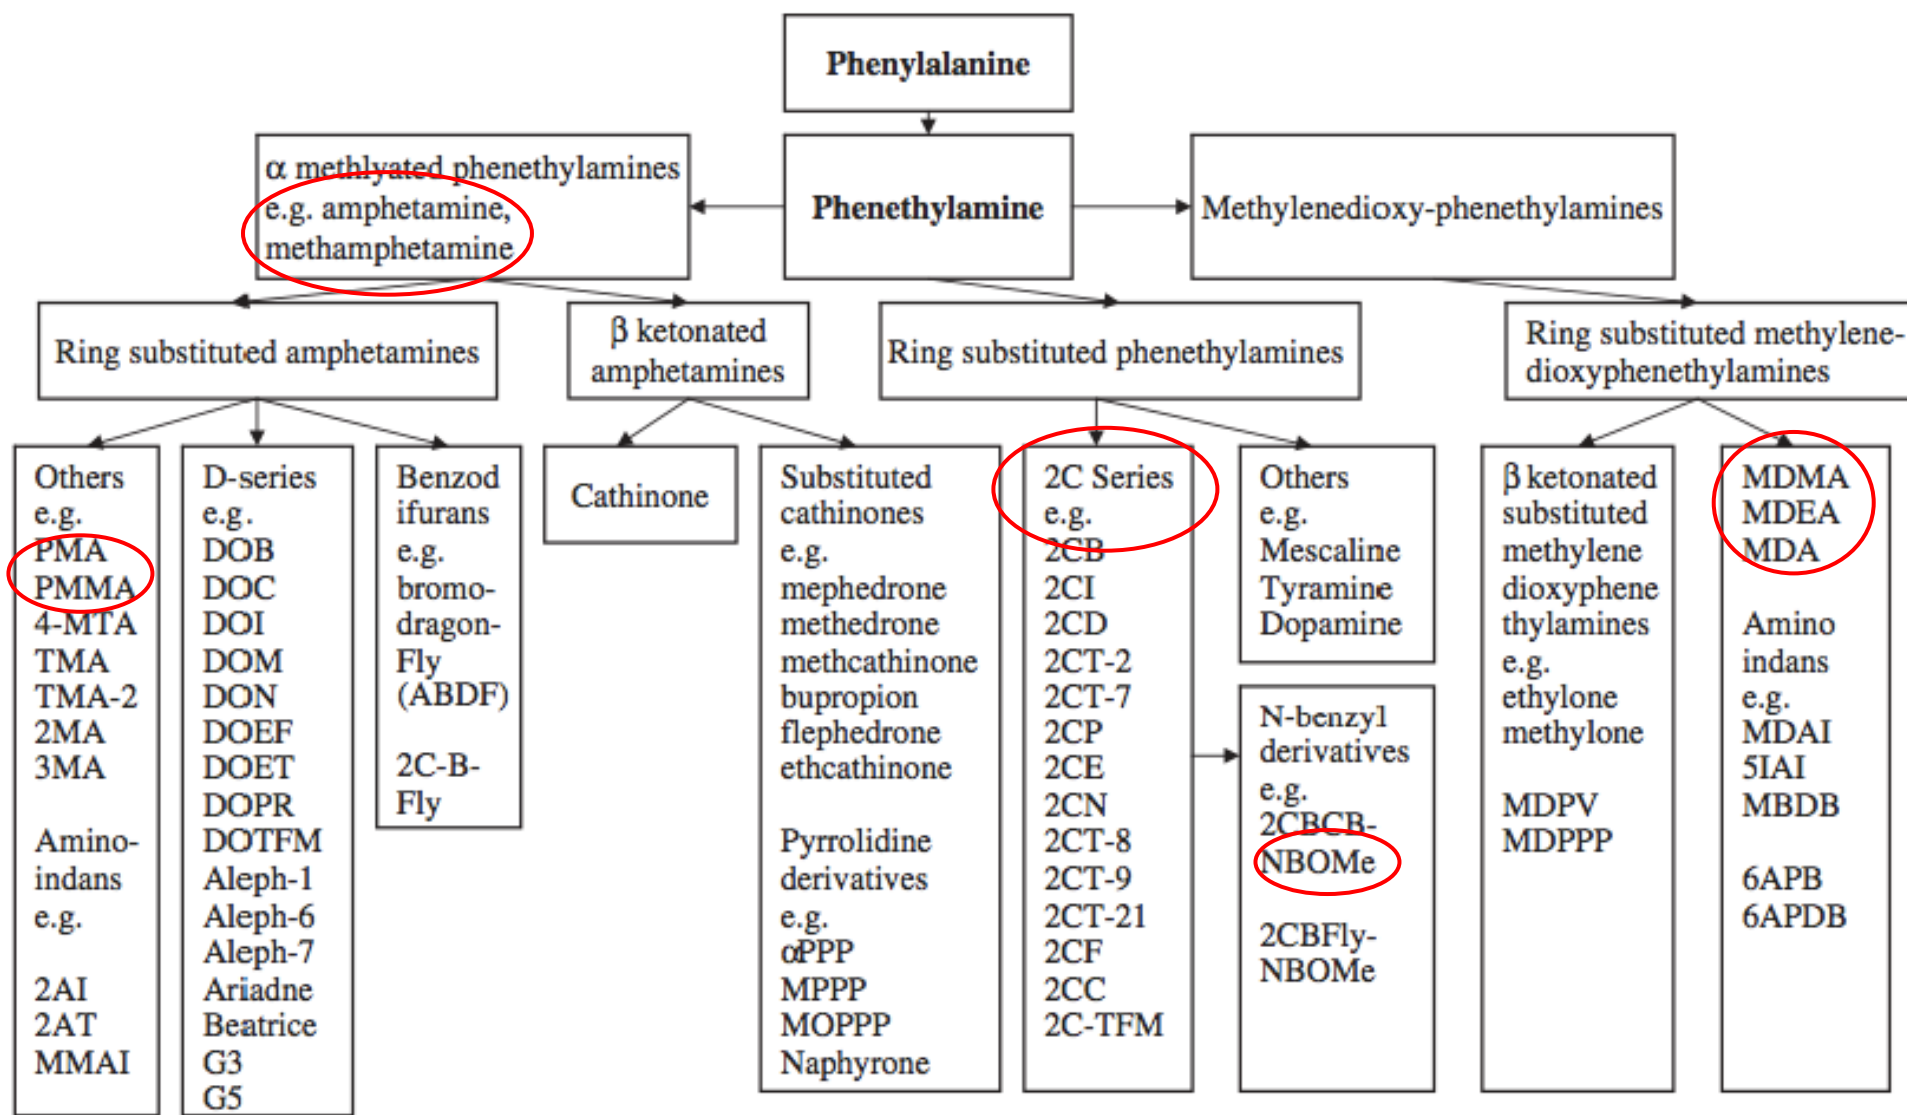 Phenylalanine
α methlyated phenethylamines
e.g. amphetamine,
methamphetamine
Phenethylamine
Methylenedioxy-phenethylamines
Ring substituted amphetamines
β ketonated
amphetamines
Ring substituted phenethylamines
Ring substituted methylene-
dioxyphenethylamines
Others
e.g.
PMA
PMMA
4-MTA
TMA
TMA-2
2MA
3MA
Amino-
indans
e.g.
2AI
2AT
MMAI
D-series
e.g.
DOB
DOC
DOI
DOM
DON
DOEF
DOET
DOPR
DOTFM
Aleph-1
Aleph-6
Aleph-7
Ariadne
Beatrice
G3
G5
Benzod
ifurans
e.g.
bromo-
dragon-
Fly
(ABDF)
2C-B-
Fly
Cathinone
Substituted
cathinones
e.g.
mephedrone
methedrone
methcathinone
bupropion
flephedrone
ethcathinone
Pyrrolidine
derivatives
e.g.
αPPP
MPPP
MOPPP
Naphyrone
2C Series
e.g.
2CB
2CI
2CD
2CT-2
2CT-7
2CP
2CE
2CN
2CT-8
2CT-9
2CT-21
2CF
2CC
2C-TFM
Others
e.g.
Mescaline
Tyramine
Dopamine
N-benzyl
derivatives
e.g.
2CBCB-
NBOMe
2CBFly-
NBOMe
β ketonated
substituted
methylene
dioxyphene
thylamines
e.g.
ethylone
methylone
MDPV
MDPPP
MDMA
MDEA
MDA
Amino
indans
e.g.
MDAI
5IAI
MBDB
6APB
6APDB